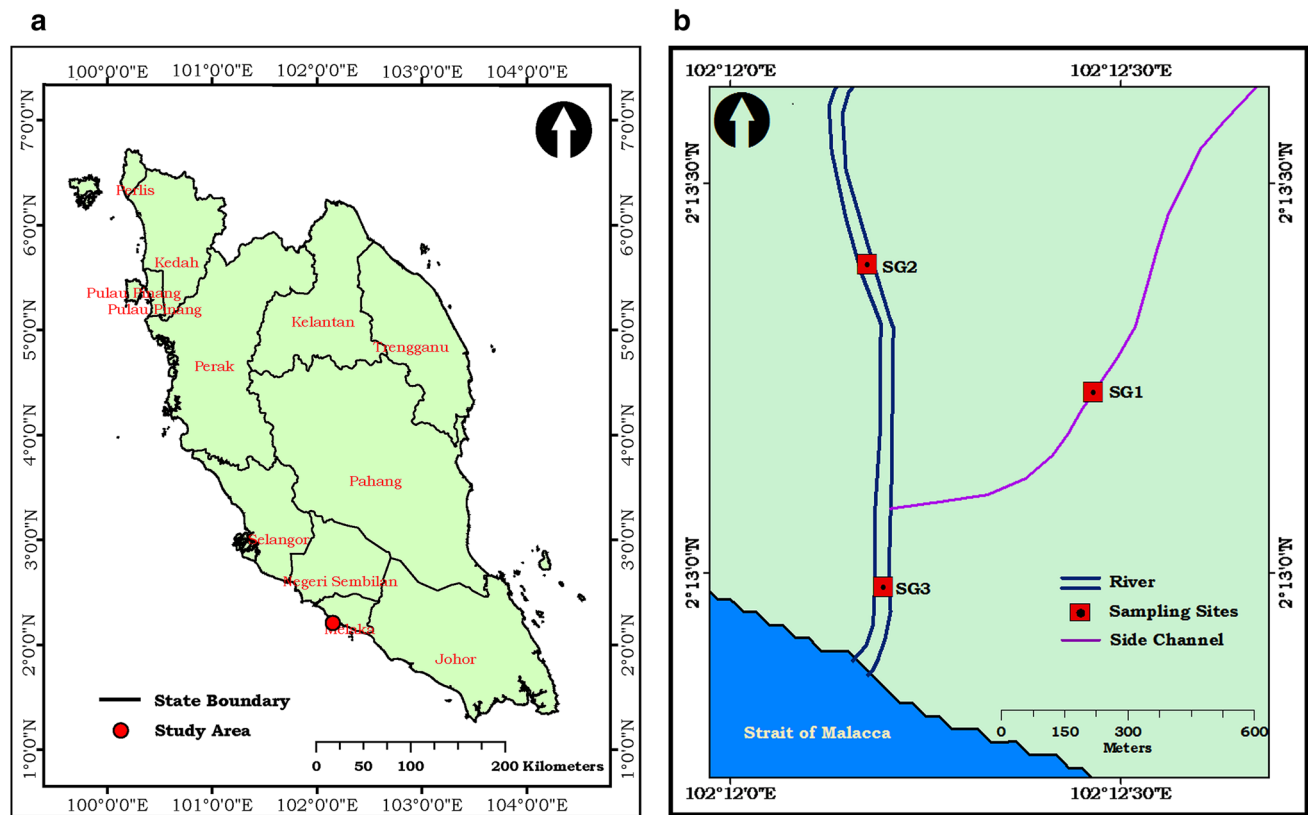 a
100°0'0"E 101°0'0"E 102°0'0"E 103°0'0"E 104°0'0"E
7°0'0"N
6°0'0"N
5°0'0"N
4°0'0"N
3°0'0"N
2°0'0"N
1°0'0"N
Perlis
Kedah
Pulau Pinang
Pulau Pinang
Kelantan
Trengganu
Perak
Pahang
Selangor
Negeri Sembilan
Melaka
Johor
State Boundary
Study Area
0 50 100 200 Kilometers
7°0'0"N
6°0'0"N
5°0'0"N
4°0'0"N
3°0'0"N
2°0'0"N
1°0'0"N
100°0'0"E 101°0'0"E 102°0'0"E 103°0'0"E 104°0'0"E
b
102°12'0"E 102°12'30"E
2°13'30"N
2°13'0"N
SG2
SG1
SG3
River
Sampling Sites
Side Channel
Strait of Malacca
0 150 300 600
Meters
2°13'30"N
2°13'0"N
102°12'0"E 102°12'30"E